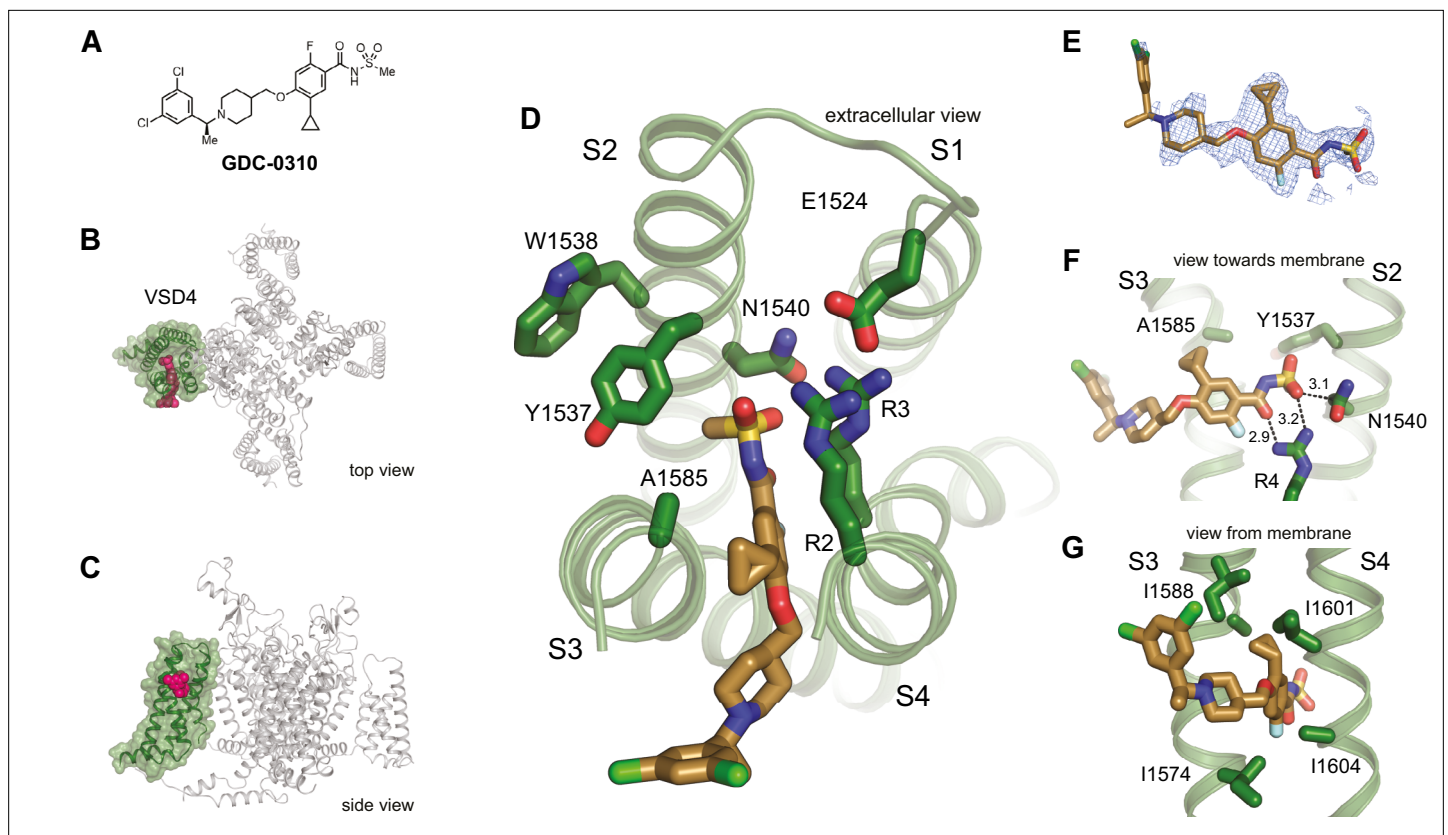 A
F
O
O
O
S
N
H
Me
Cl
O
N
Cl
Me
GDC-0310
B
VSD4
top view
C
side view
D
extracellular view
S2
S1
E1524
W1538
N1540
Y1537
R3
A1585
R2
S3
S4
E
F
view towards membrane
S3
S2
A1585
Y1537
3.1
3.2
N1540
2.9
R4
G
view from membrane
S3
S4
I1588
I1601
I1574
I1604